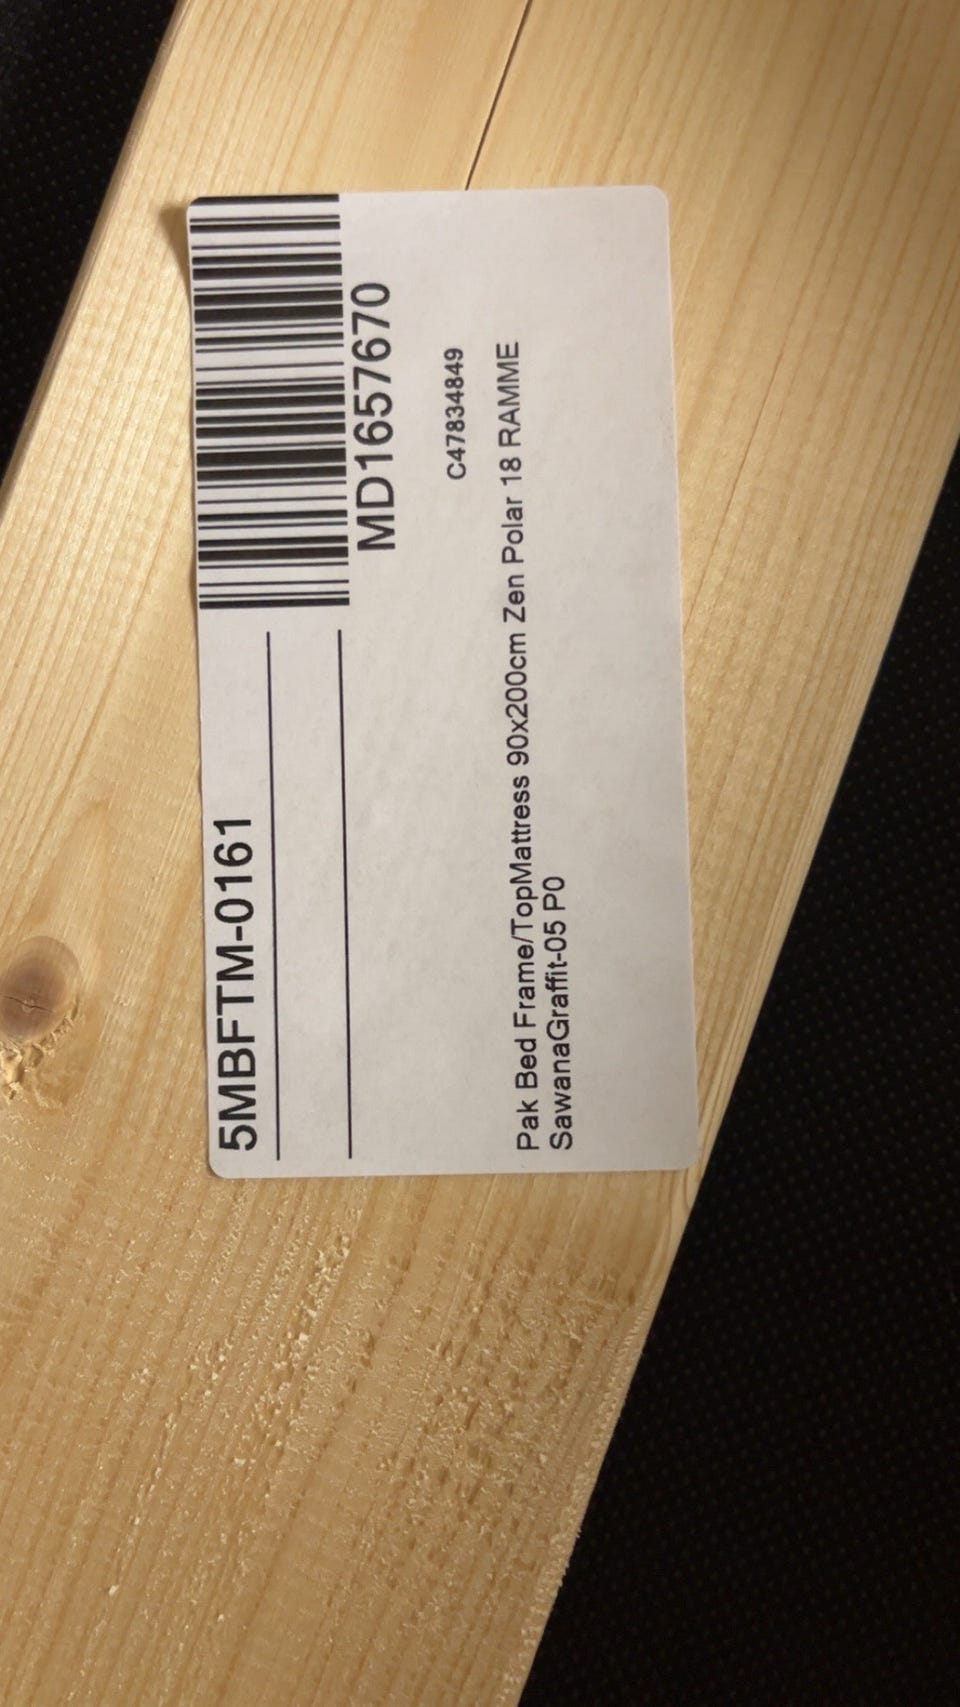 5MBFTM-0161
MD1657670
C47834849
Pak Bed Frame/TopMattress 90x200cm Zen Polar 18 RAMME
SawanaGraffit-05 P0